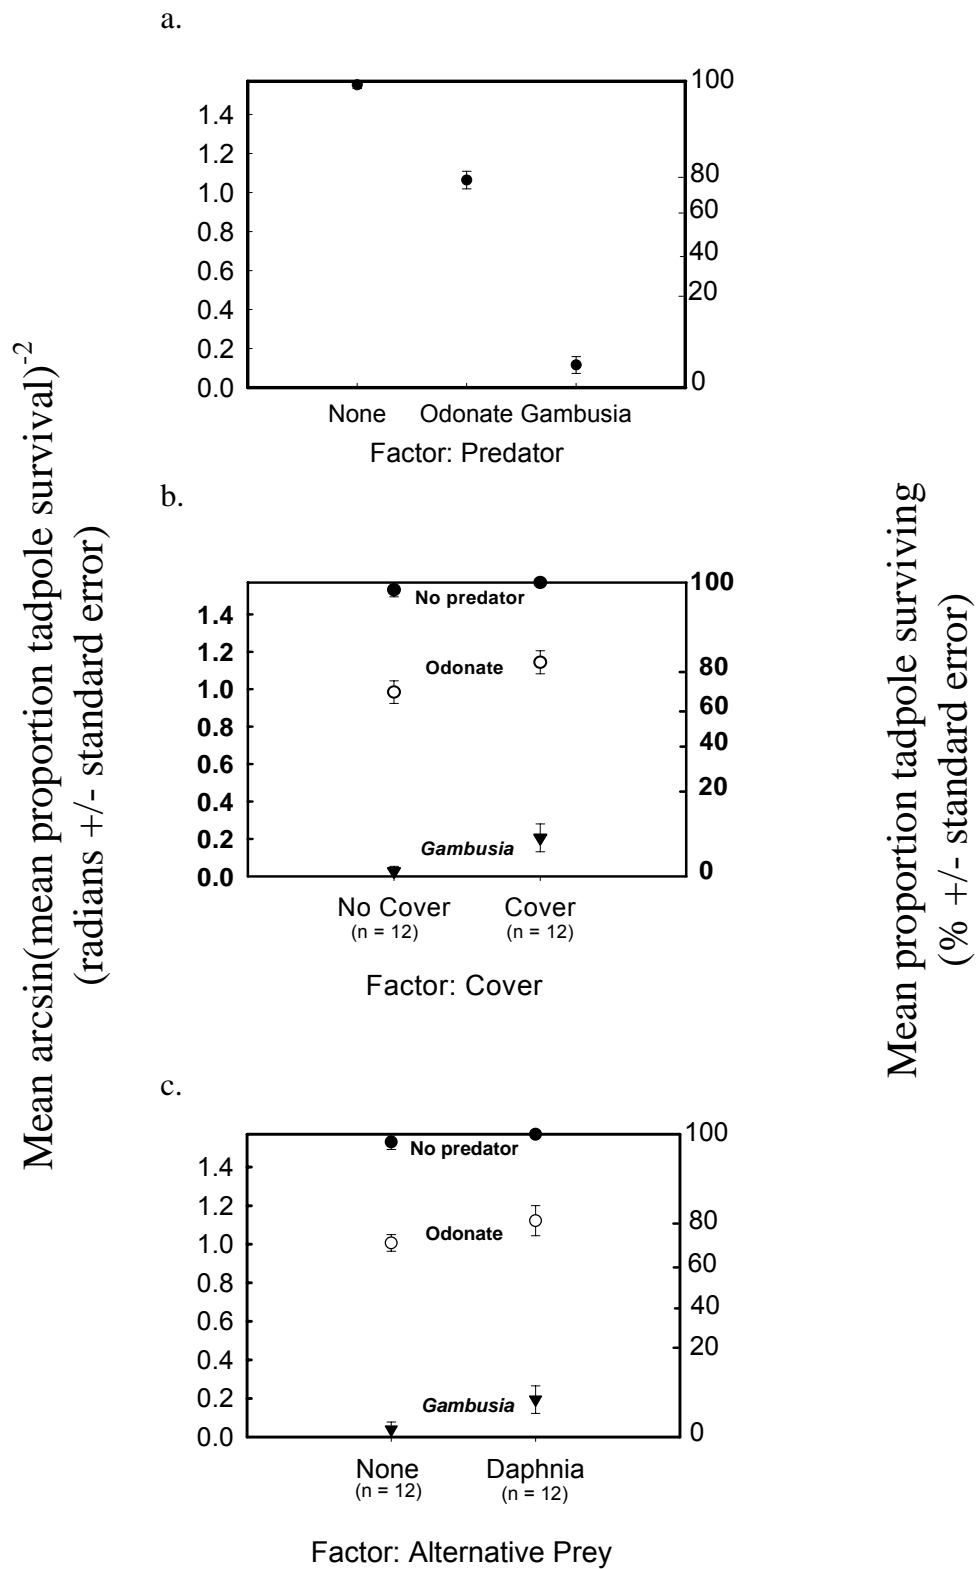 Mean arcsin(mean proportion tadpole survival)-2
(radians +/- standard error)
a.
1.4
1.2
1.0
0.8
0.6
0.4
0.2
0.0
100
80
60
40
20
0
None Odonate Gambusia
Factor: Predator
b.
1.4
1.2
1.0
0.8
0.6
0.4
0.2
0.0
No predator
Odonate
Gambusia
100
80
60
40
20
0
No Cover Cover
(n = 12) (n = 12)
Factor: Cover
c.
1.4
1.2
1.0
0.8
0.6
0.4
0.2
0.0
No predator
Odonate
Gambusia
100
80
60
40
20
0
None Daphnia
(n = 12) (n = 12)
Factor: Alternative Prey
Mean proportion tadpole surviving
(% +/- standard error)